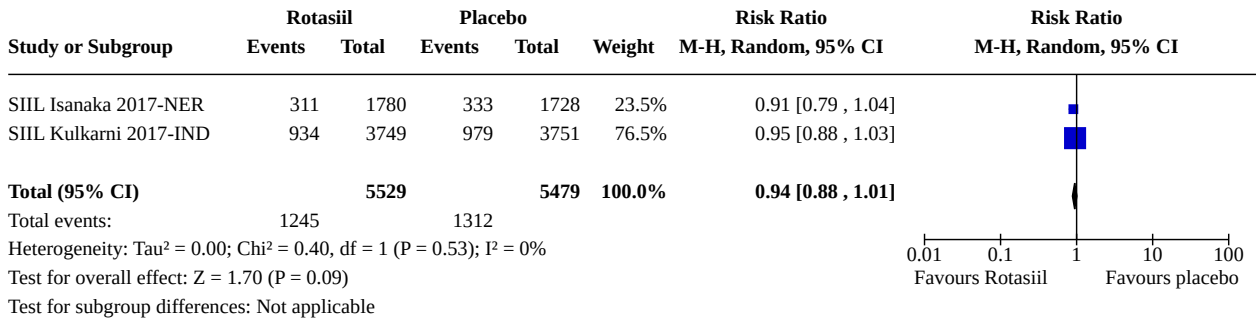 Rotasiil Placebo Risk Ratio Risk Ratio
Study or Subgroup Events Total Events Total Weight M-H, Random, 95% CI M-H, Random, 95% CI
SIIL Isanaka 2017-NER 311 1780 333 1728 23.5% 0.91 [0.79 , 1.04]
SIIL Kulkarni 2017-IND 934 3749 979 3751 76.5% 0.95 [0.88 , 1.03]
Total (95% CI) 5529 5479 100.0% 0.94 [0.88 , 1.01]
Total events: 1245 1312
Heterogeneity: Tau² = 0.00; Chi² = 0.40, df = 1 (P = 0.53); I² = 0%
0.01 0.1 1 10 100
Test for overall effect: Z = 1.70 (P = 0.09)
Favours Rotasiil Favours placebo
Test for subgroup differences: Not applicable